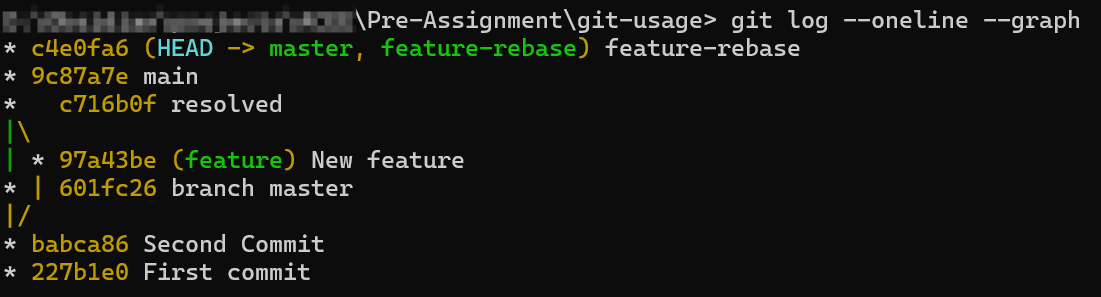 \Pre-Assignment\git-usage> git log --oneline --graph
* c4e0fa6 (HEAD -> master, feature-rebase) feature-rebase
* 9c87a7e main
*   c716b0f resolved
|\
| * 97a43be (feature) New feature
* | 601fc26 branch master
|/
* babca86 Second Commit
* 227b1e0 First commit